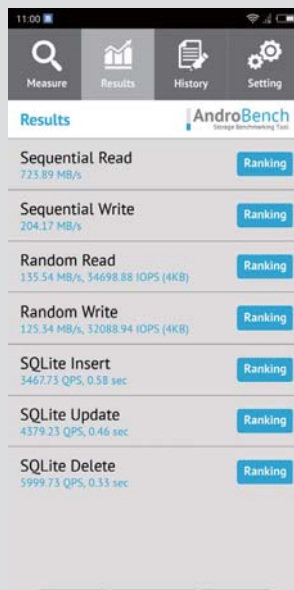 11:00
Measure
Results
History
Setting
Results
AndroBench
Storage Benchmarking Tool
Sequential Read
723.89 MB/s
Ranking
Sequential Write
204.17 MB/s
Ranking
Random Read
135.54 MB/s, 34698.88 IOPS (4KB)
Ranking
Random Write
125.34 MB/s, 32088.94 IOPS (4KB)
Ranking
SQLite Insert
3467.73 QPS, 0.58 sec
Ranking
SQLite Update
4379.23 QPS, 0.46 sec
Ranking
SQLite Delete
5999.73 QPS, 0.33 sec
Ranking